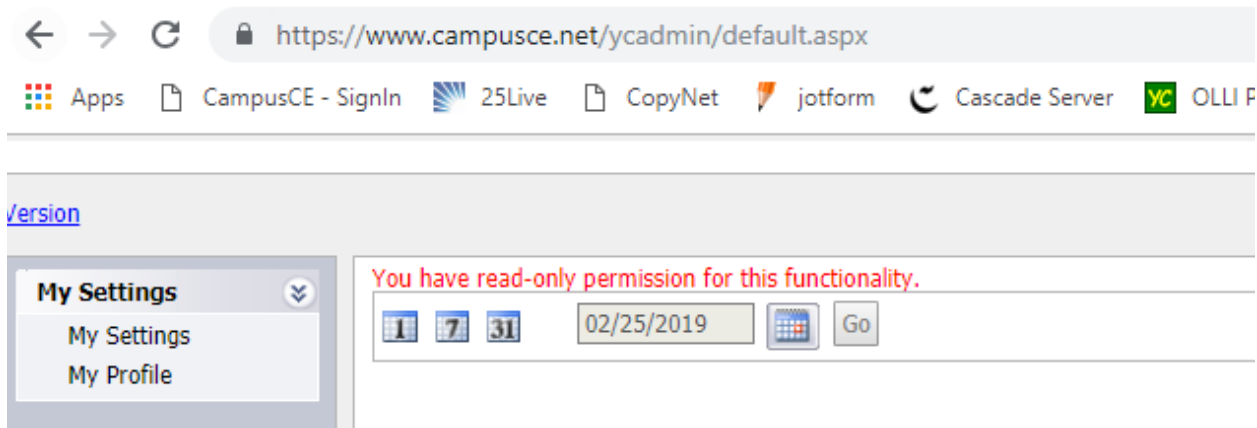 https://www.campusce.net/ycadmin/default.aspx
Apps CampusCE - SignIn 25Live CopyNet jotform Cascade Server YC OLLI P
Version
My Settings
My Settings
My Profile
You have read-only permission for this functionality.
1 7 31 02/25/2019 Go